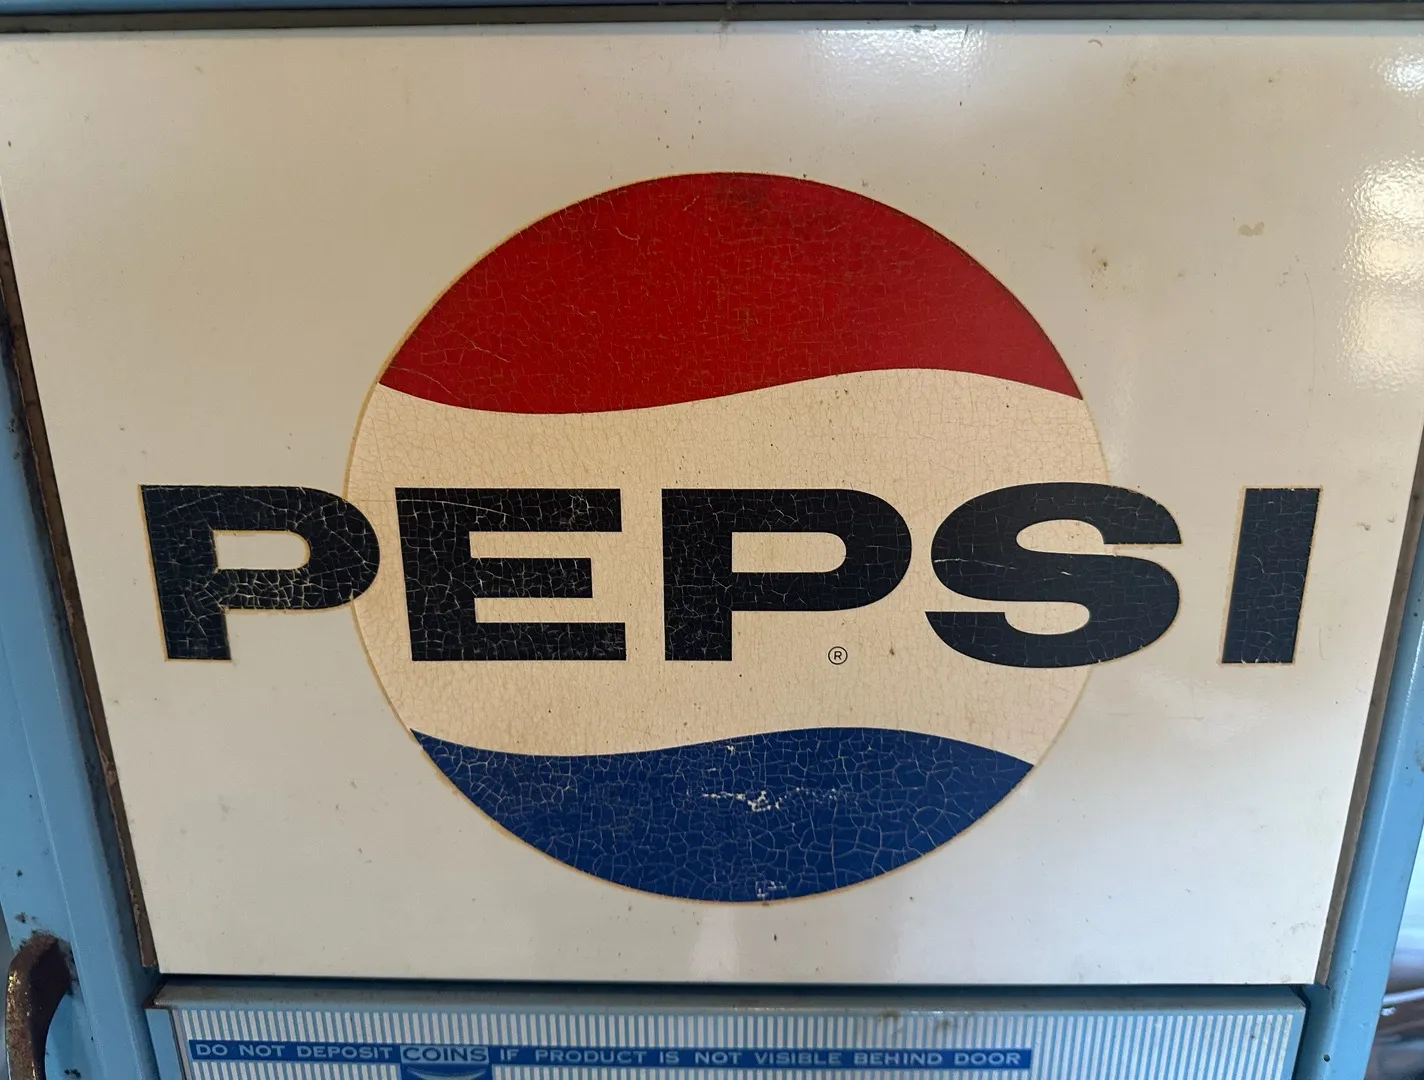 PEPSI
®
DO NOT DEPOSIT COINS IF PRODUCT IS NOT VISIBLE BEHIND DOOR